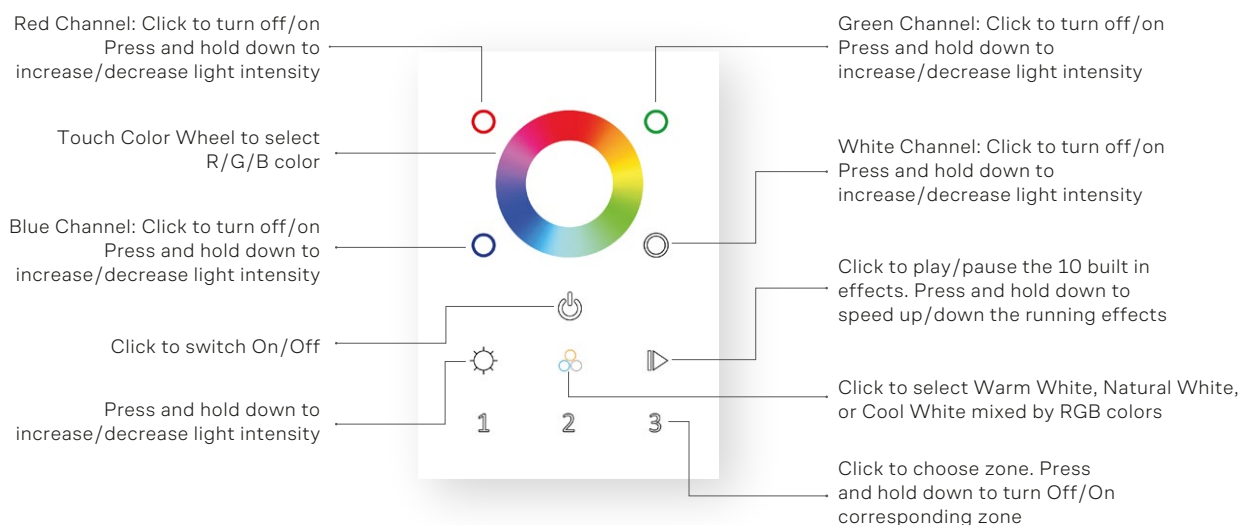 Red Channel: Click to turn off/on
Press and hold down to
increase/decrease light intensity
Touch Color Wheel to select
R/G/B color
Blue Channel: Click to turn off/on
Press and hold down to
increase/decrease light intensity
Click to switch On/Off
Press and hold down to
increase/decrease light intensity
1 2 3
Green Channel: Click to turn off/on
Press and hold down to
increase/decrease light intensity
White Channel: Click to turn off/on
Press and hold down to
increase/decrease light intensity
Click to play/pause the 10 built in
effects. Press and hold down to
speed up/down the running effects
Click to select Warm White, Natural White,
or Cool White mixed by RGB colors
Click to choose zone. Press
and hold down to turn Off/On
corresponding zone